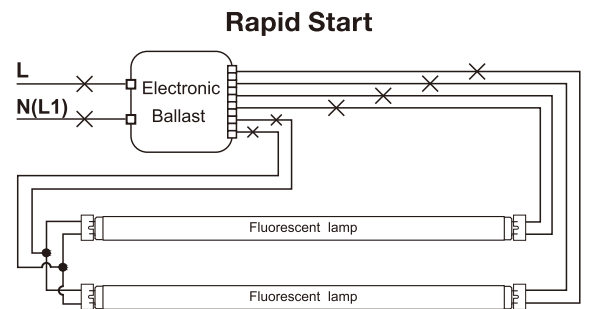 Rapid Start
L
N(L1)
Electronic
Ballast
Fluorescent lamp
Fluorescent lamp